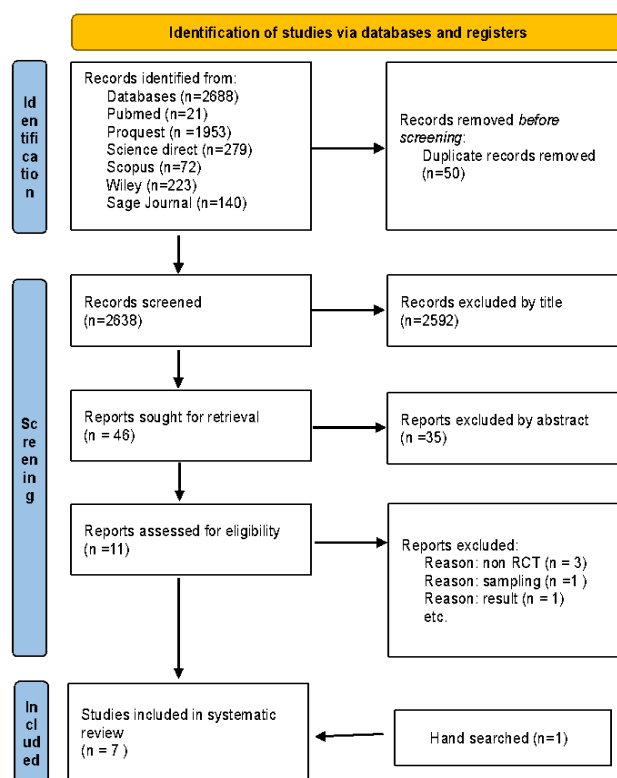 Identification of studies via databases and registers
Id
entifi
catio
n
Records identified from:
Databases (n=2688)
Pubmed (n=21)
Proquest (n =1953)
Science direct (n=279)
Scopus (n=72)
Wiley (n=223)
Sage Journal (n=140)
Records removed before
screening:
Duplicate records removed
(n=50)
Sc
re
en
in
g
Records screened
(n=2638)
Records excluded by title
(n=2592)
Reports sought for retrieval
(n = 46)
Reports excluded by abstract
(n =35)
Reports assessed for eligibility
(n =11)
Reports excluded:
Reason: non RCT (n = 3)
Reason: sampling (n =1 )
Reason: result (n = 1)
etc.
In
cl
ud
ed
Studies included in systematic
review
(n = 7 )
Hand searched (n=1)